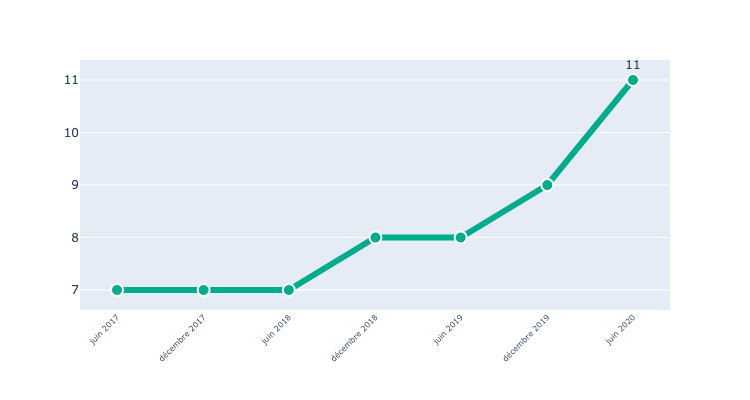 11
11
10
9
8
7
juin 2017
décembre 2017
juin 2018
décembre 2018
juin 2019
décembre 2019
juin 2020